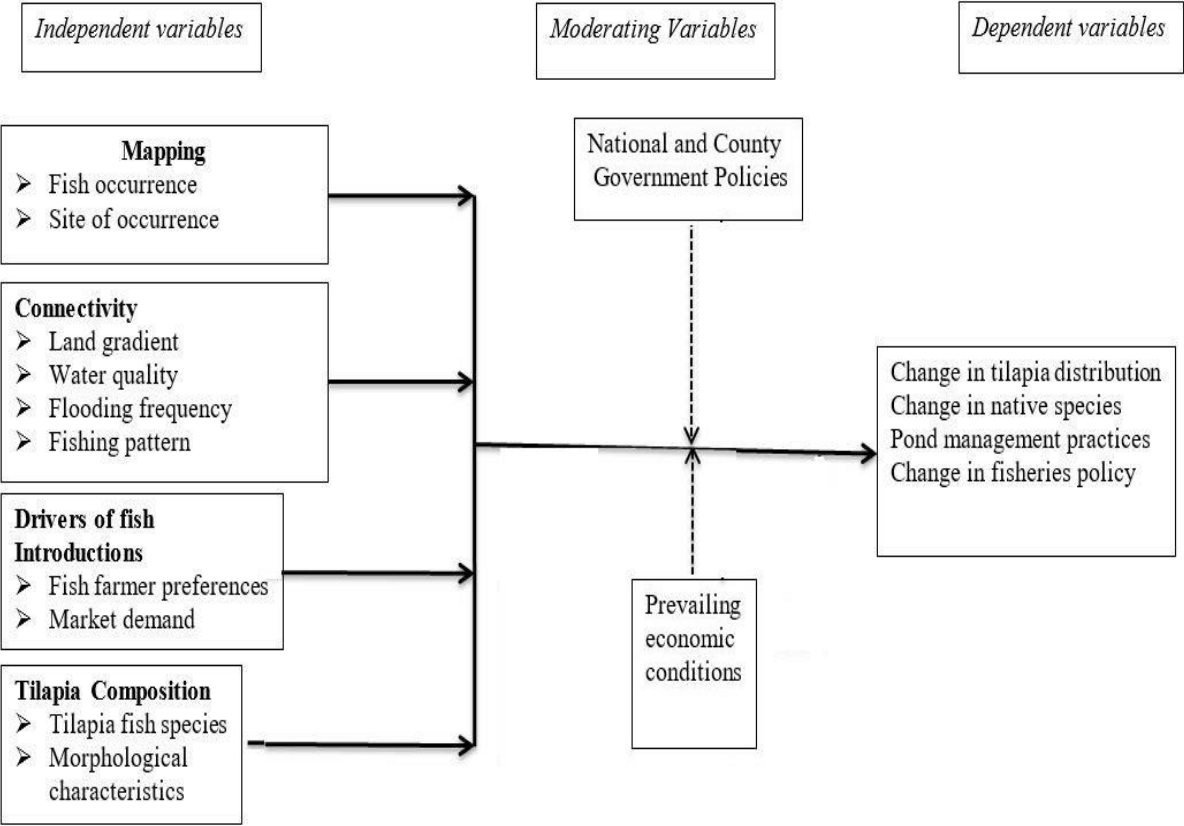 Independent variables
Moderating Variables
Dependent variables
Mapping
➢ Fish occurrence
➢ Site of occurrence
Connectivity
➢ Land gradient
➢ Water quality
➢ Flooding frequency
➢ Fishing pattern
Drivers of fish
Introductions
➢ Fish farmer preferences
➢ Market demand
Tilapia Composition
➢ Tilapia fish species
➢ Morphological
characteristics
National and County
Government Policies
Prevailing
economic
conditions
Change in tilapia distribution
Change in native species
Pond management practices
Change in fisheries policy